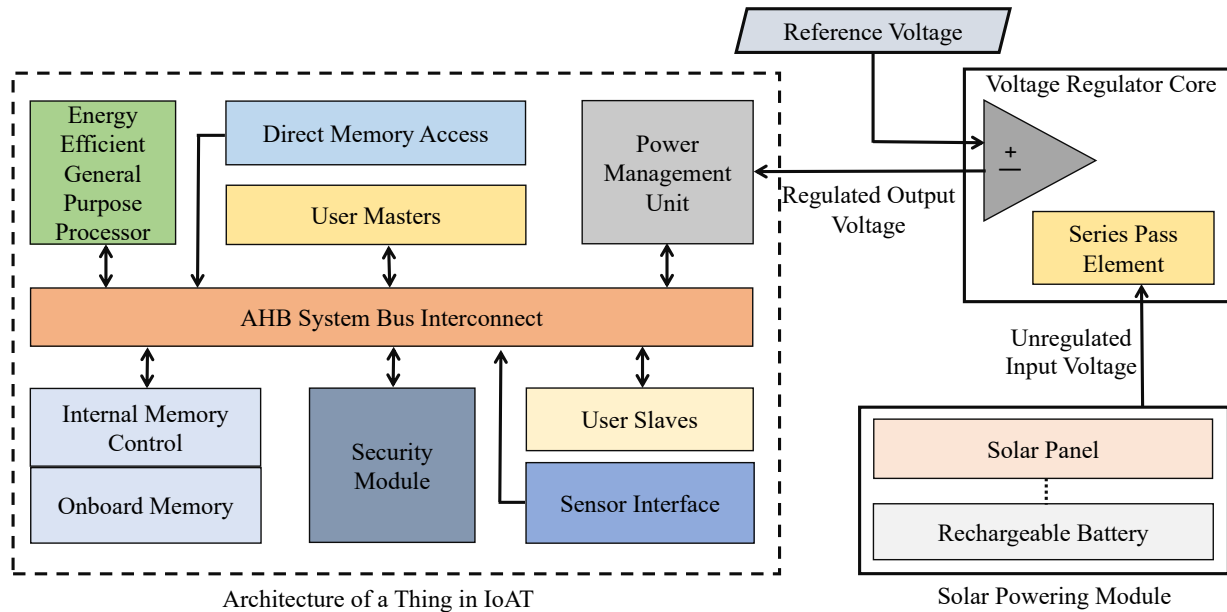 Reference Voltage
Voltage Regulator Core
Energy
Efficient
General
Purpose
Processor
Direct Memory Access
User Masters
Power
Management
Unit
+
—
Regulated Output
Voltage
Series Pass
Element
AHB System Bus Interconnect
Unregulated
Input Voltage
Internal Memory
Control
Onboard Memory
Security
Module
User Slaves
Sensor Interface
Solar Panel
Rechargeable Battery
Architecture of a Thing in IoAT
Solar Powering Module